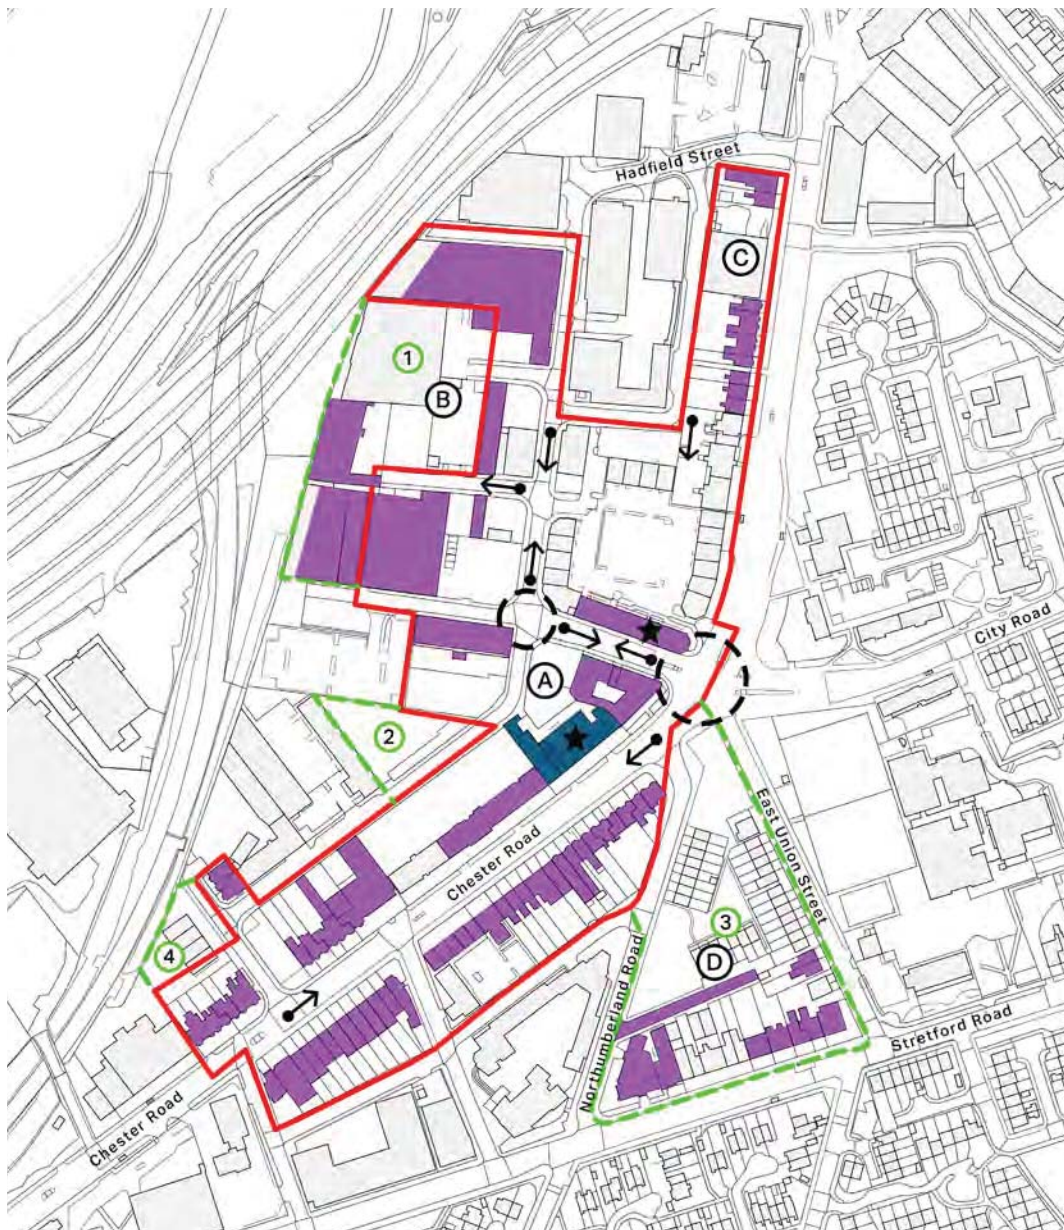 Hadfield Street
C
1
B
City Road
A
2
East Union Street
Chester Road
3
4
D
Northumberland Road
Stretford Road
Chester Road